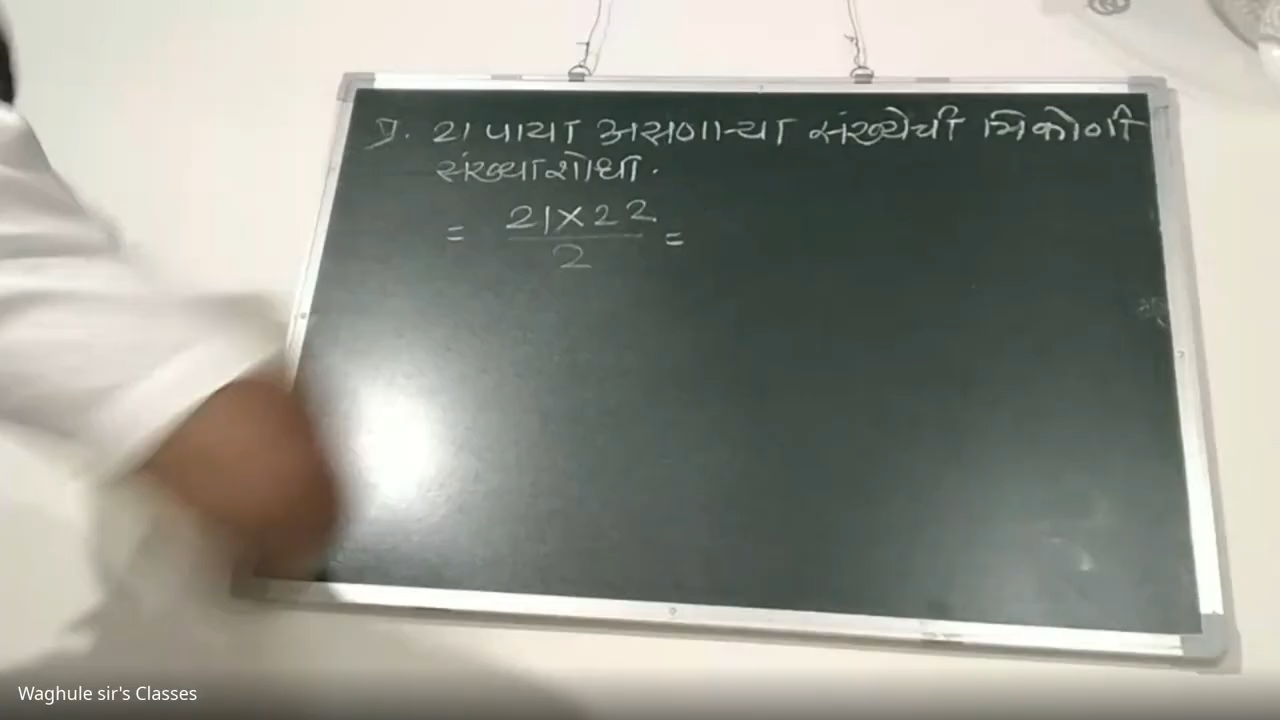 प्र. 21 पाया असणाऱ्या संख्येची त्रिकोणी
संख्या शोधा.
= 21 × 22 / 2 =
Waghule sir's Classes